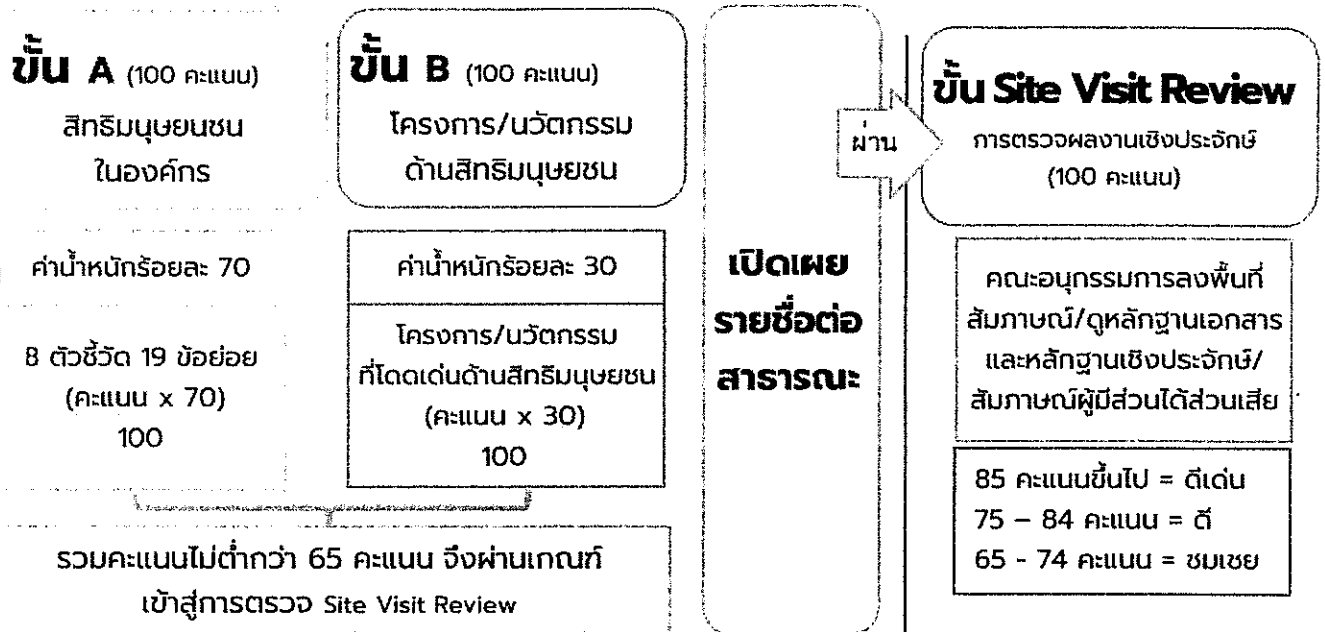 ขั้น A (100 คะแนน)
สิทธิมนุษยนชน
ในองค์กร
ค่าน้ำหนักร้อยละ 70
8 ตัวชี้วัด 19 ข้อย่อย
(คะแนน x 70)
100
ขั้น B (100 คะแนน)
โครงการ/นวัตกรรม
ด้านสิทธิมนุษยชน
ค่าน้ำหนักร้อยละ 30
โครงการ/นวัตกรรม
ที่โดดเด่นด้านสิทธิมนุษยชน
(คะแนน x 30)
100
รวมคะแนนไม่ต่ำกว่า 65 คะแนน จึงผ่านเกณฑ์
เข้าสู่การตรวจ Site Visit Review
เปิดเผย
รายชื่อต่อ
สาธารณะ
ผ่าน
ขั้น Site Visit Review
การตรวจผลงานเชิงประจักษ์
(100 คะแนน)
คณะอนุกรรมการลงพื้นที่
สัมภาษณ์/ดูหลักฐานเอกสาร
และหลักฐานเชิงประจักษ์/
สัมภาษณ์ผู้มีส่วนได้ส่วนเสีย
85 คะแนนขึ้นไป = ดีเด่น
75 – 84 คะแนน = ดี
65 - 74 คะแนน = ชมเชย